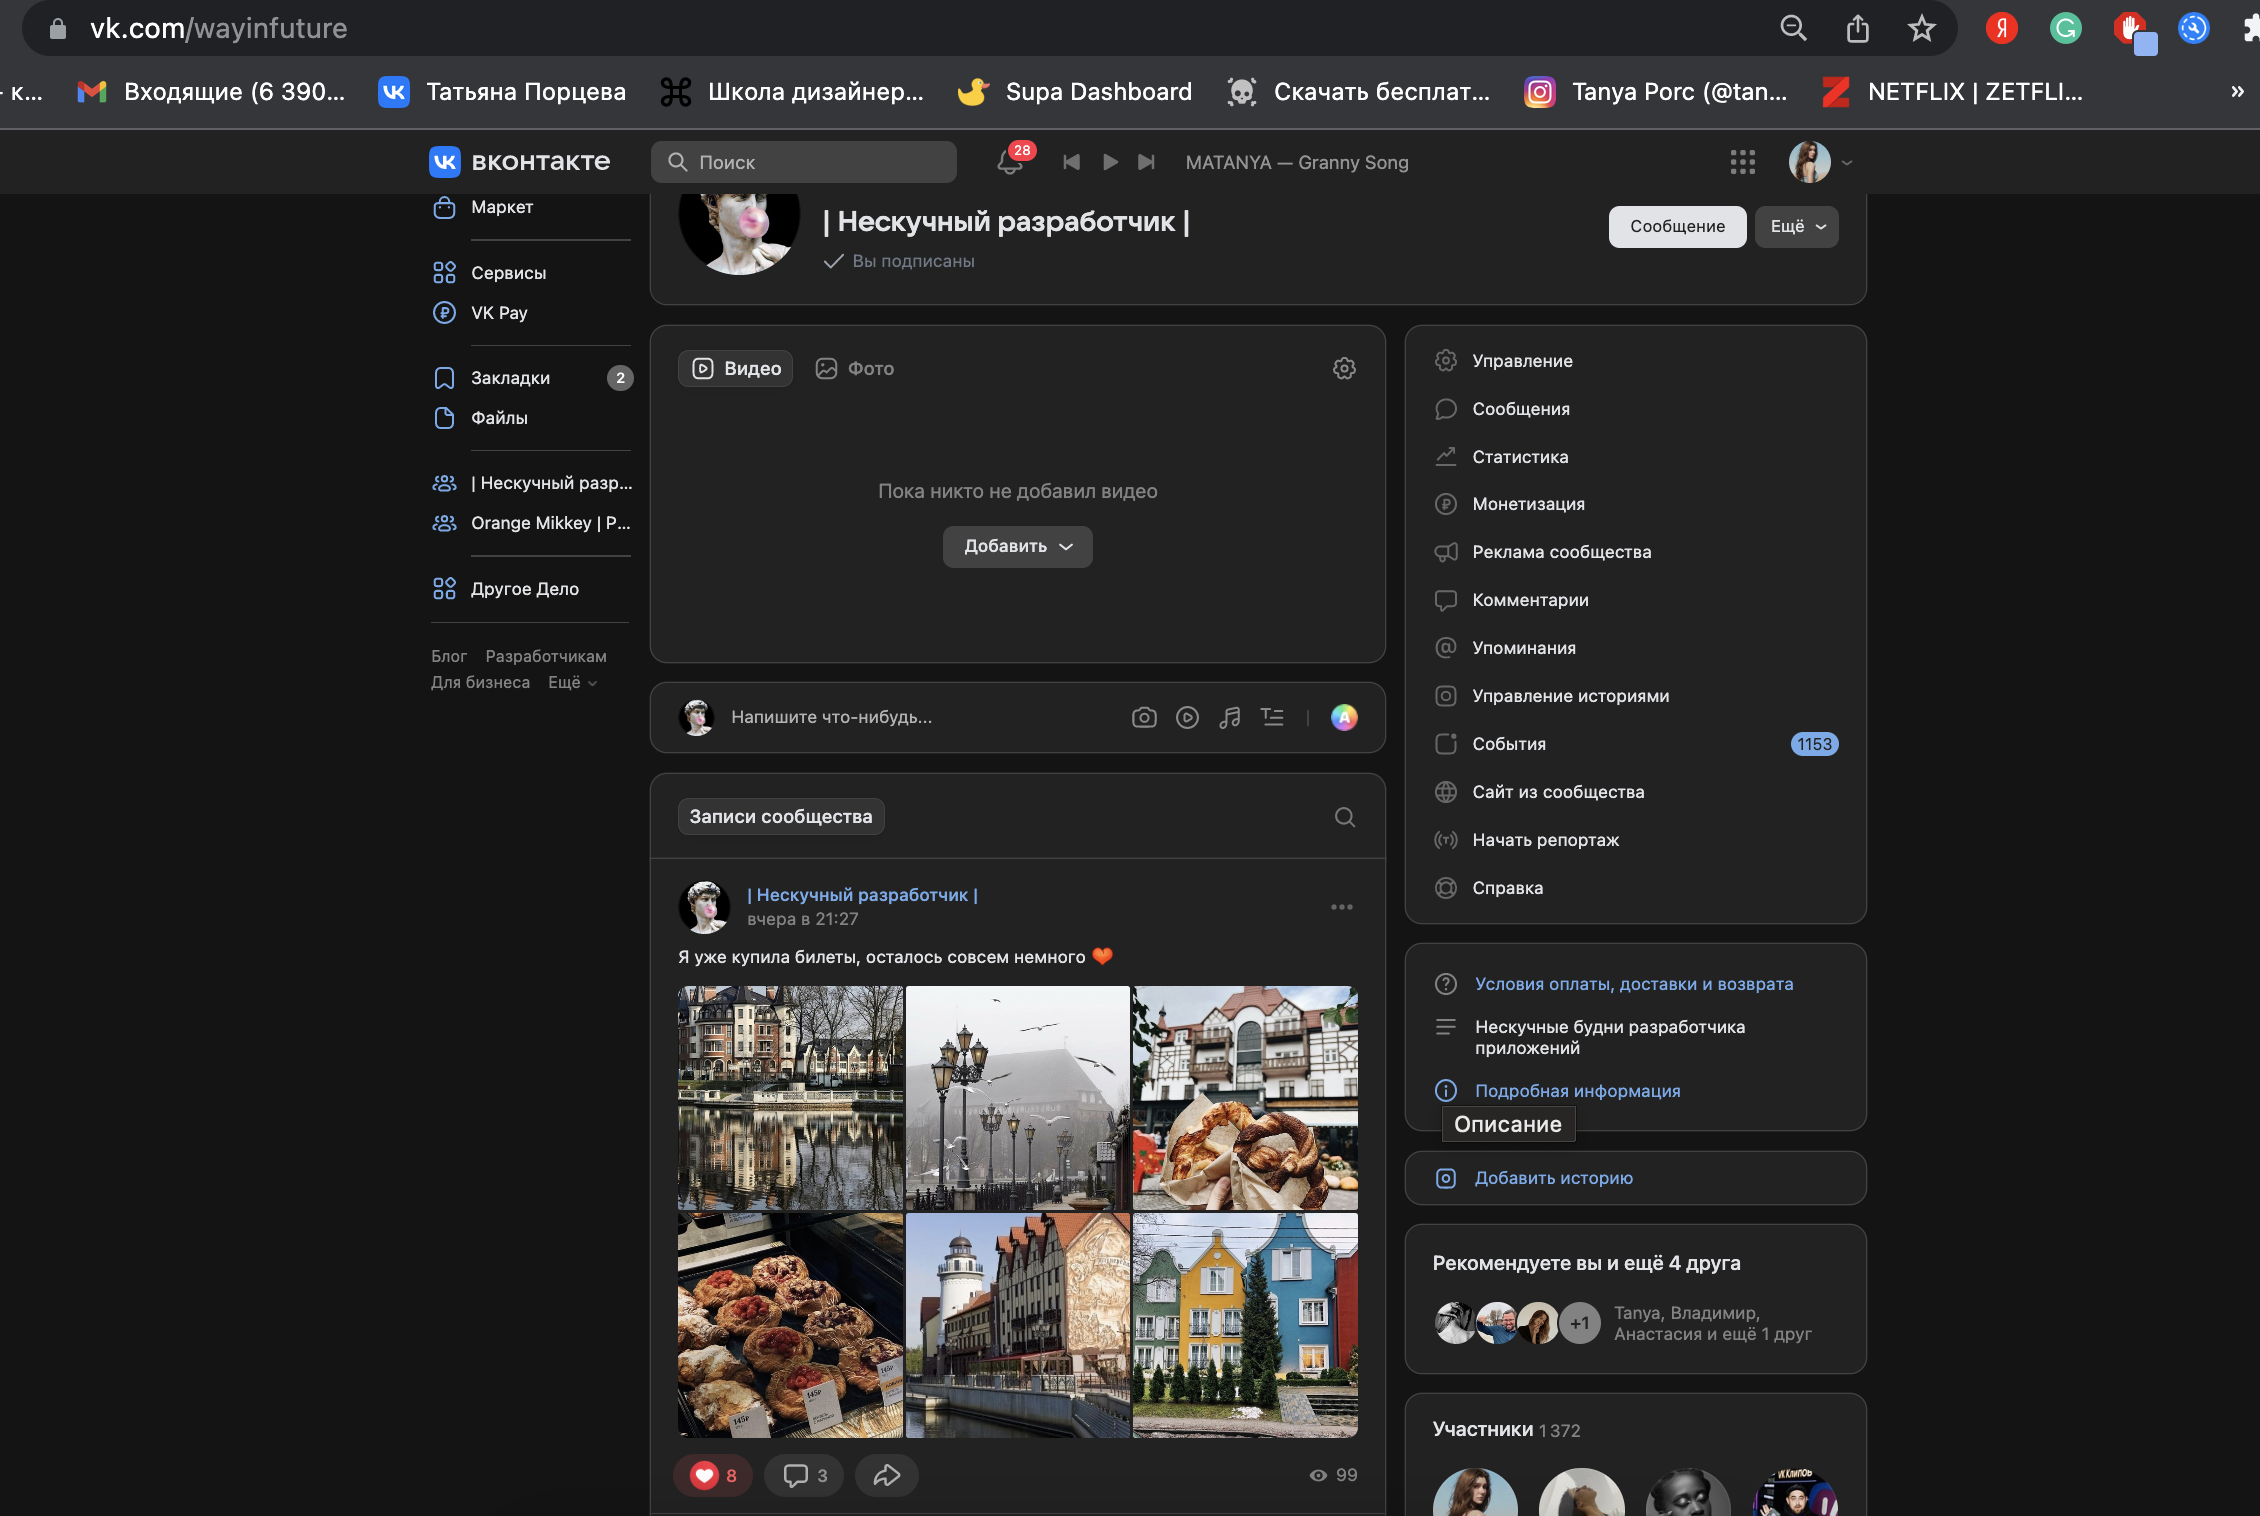 vk.com/wayinfuture
- к...
Входящие (6 390...
Татьяна Порцева
Школа дизайнер...
Supa Dashboard
Скачать бесплат...
Tanya Porc (@tan...
NETFLIX | ZETFLI...
»
вконтакте
Поиск
28
MATANYA — Granny Song
Маркет
Сервисы
VK Pay
Закладки
2
Файлы
| Нескучный разр...
Orange Mikkey | P...
Другое Дело
Блог Разработчикам
Для бизнеса Ещё
| Нескучный разработчик |
Вы подписаны
Сообщение
Ещё
Видео
Фото
Пока никто не добавил видео
Добавить
Напишите что-нибудь...
Записи сообщества
| Нескучный разработчик |
вчера в 21:27
Я уже купила билеты, осталось совсем немного
145₽
145₽
145₽
8
3
99
Управление
Сообщения
Статистика
Монетизация
Реклама сообщества
Комментарии
Упоминания
Управление историями
События
1153
Сайт из сообщества
Начать репортаж
Справка
Условия оплаты, доставки и возврата
Нескучные будни разработчика
приложений
Подробная информация
Описание
Добавить историю
Рекомендуете вы и ещё 4 друга
+1
Tanya, Владимир,
Анастасия и ещё 1 друг
Участники 1 372
VK КЛИПОВ